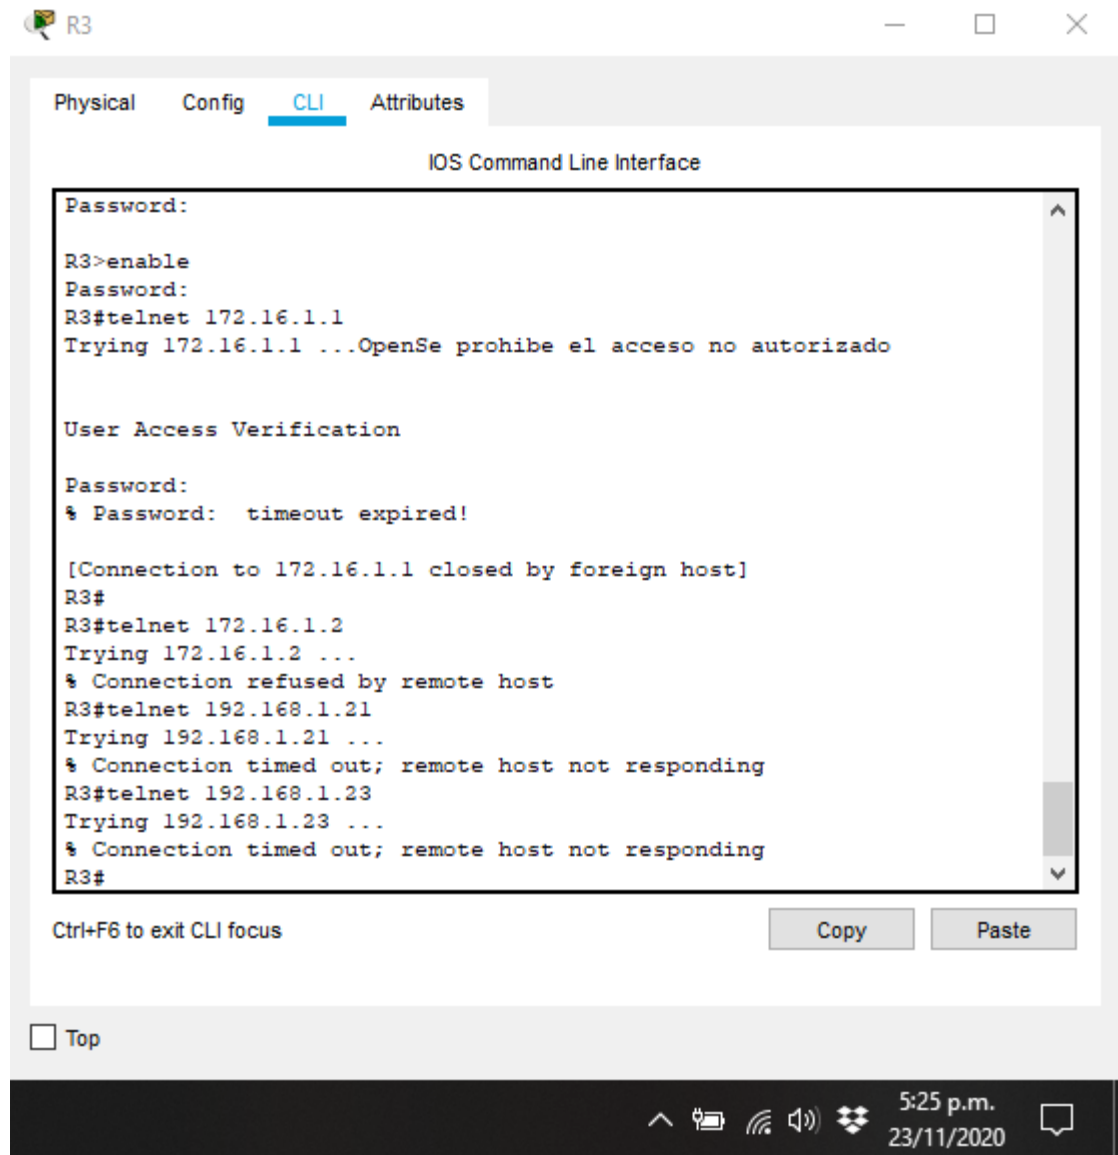 R3
Physical Config CLI Attributes
IOS Command Line Interface
Password:
R3>enable
Password:
R3#telnet 172.16.1.1
Trying 172.16.1.1 ...OpenSe prohibe el acceso no autorizado
User Access Verification
Password:
% Password:  timeout expired!
[Connection to 172.16.1.1 closed by foreign host]
R3#
R3#telnet 172.16.1.2
Trying 172.16.1.2 ...
% Connection refused by remote host
R3#telnet 192.168.1.21
Trying 192.168.1.21 ...
% Connection timed out; remote host not responding
R3#telnet 192.168.1.23
Trying 192.168.1.23 ...
% Connection timed out; remote host not responding
R3#
Ctrl+F6 to exit CLI focus
Copy Paste
Top
5:25 p.m.
23/11/2020